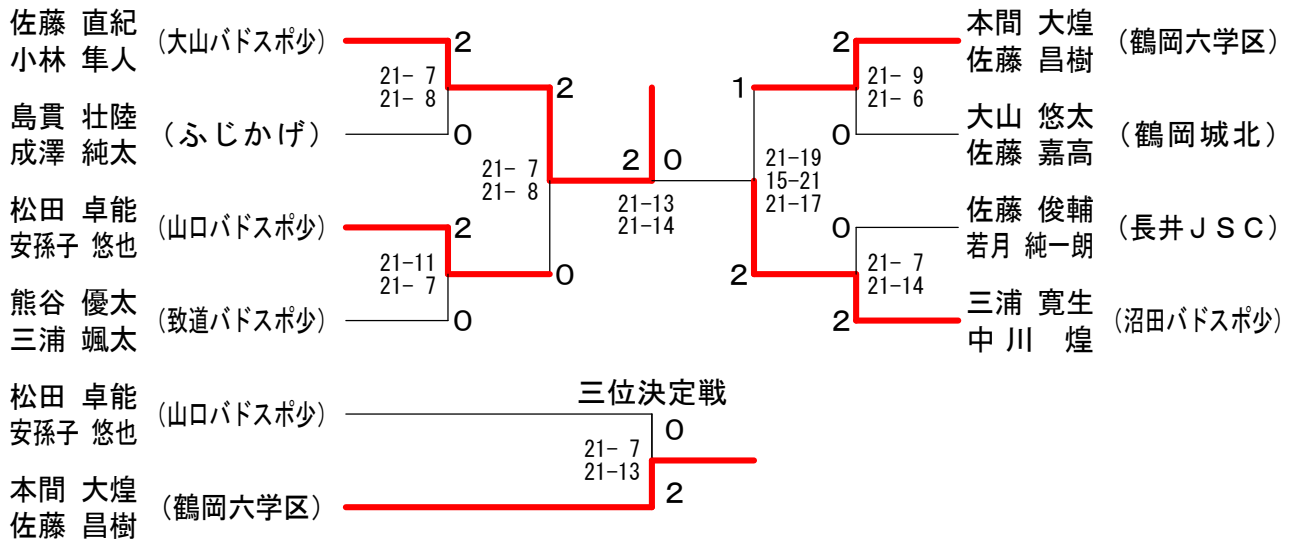 佐藤 直紀
小林 隼人
(大山バドスポ少)
2
21- 7
21- 8
島貫 壮陸
成澤 純太
(ふじかげ)
0
2
21- 7
21- 8
松田 卓能
安孫子 悠也
(山口バドスポ少)
2
21-11
21- 7
0
熊谷 優太
三浦 颯太
(致道バドスポ少)
0
2 0
21-13
21-14
本間 大煌
佐藤 昌樹
(鶴岡六学区)
2
21- 9
21- 6
大山 悠太
佐藤 嘉高
(鶴岡城北)
0
1
21-19
15-21
21-17
佐藤 俊輔
若月 純一朗
(長井JSC)
0
21- 7
21-14
2
三浦 寛生
中川 煌
(沼田バドスポ少)
2
三位決定戦
松田 卓能
安孫子 悠也
(山口バドスポ少)
0
21- 7
21-13
本間 大煌
佐藤 昌樹
(鶴岡六学区)
2